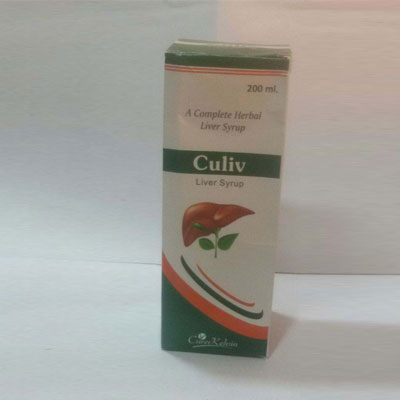 200 ml.
A Complete Herbal
Liver Syrup
Culiv
Liver Syrup